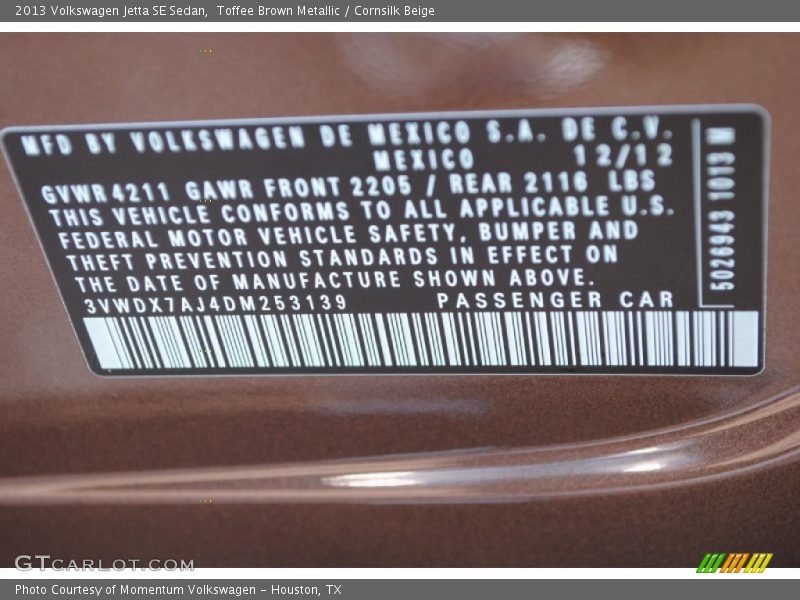 2013 Volkswagen Jetta SE Sedan,  Toffee Brown Metallic / Cornsilk Beige
MFD BY VOLKSWAGEN DE MEXICO S.A. DE C.V.
MEXICO 12/12
GVWR 4211 GAWR FRONT 2205 / REAR 2116 LBS
THIS VEHICLE CONFORMS TO ALL APPLICABLE U.S.
FEDERAL MOTOR VEHICLE SAFETY, BUMPER AND
THEFT PREVENTION STANDARDS IN EFFECT ON
THE DATE OF MANUFACTURE SHOWN ABOVE.
3VWDX7AJ4DM253139 PASSENGER CAR
5026943 1013 M
GTCARLOT.COM
Photo Courtesy of Momentum Volkswagen - Houston, TX